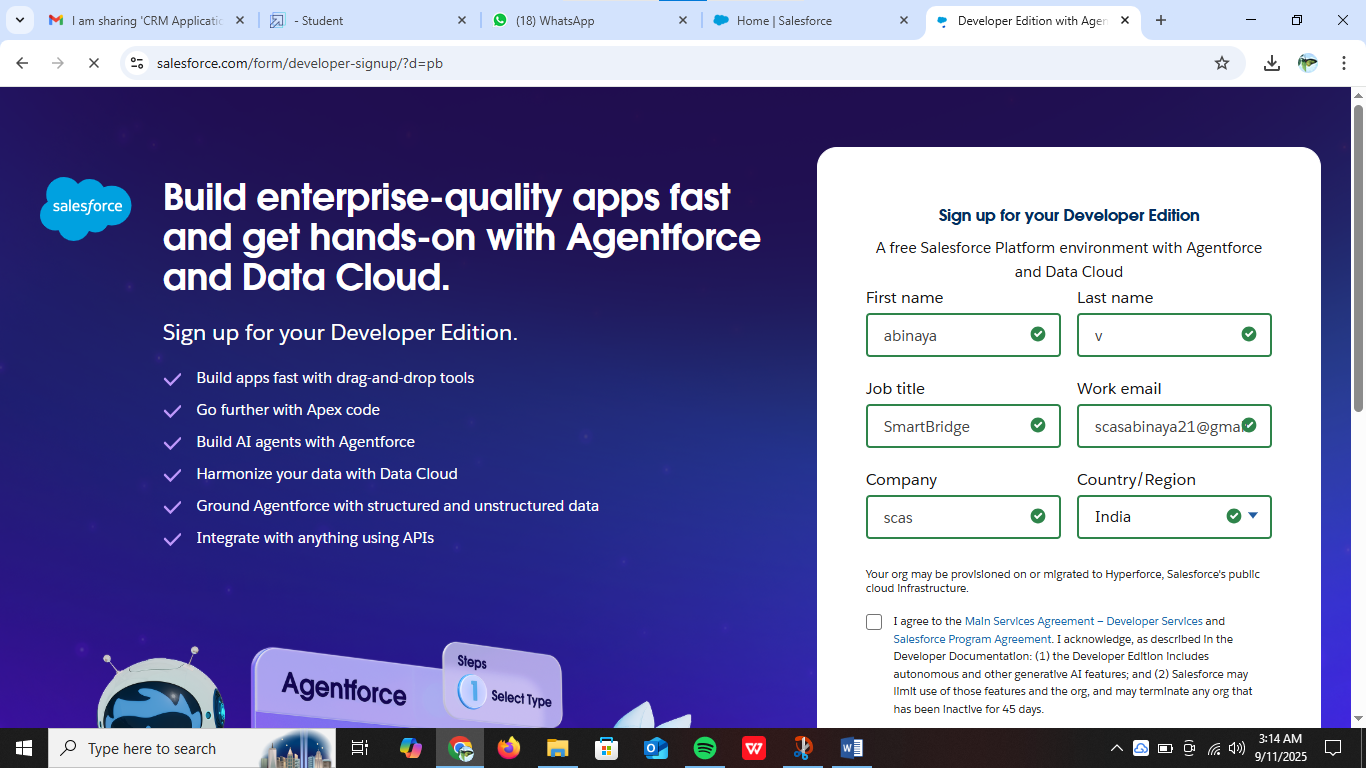 I am sharing 'CRM Applicatio
- Student
(18) WhatsApp
Home | Salesforce
Developer Edition with Agen
salesforce.com/form/developer-signup/?d=pb
salesforce
Build enterprise-quality apps fast
and get hands-on with Agentforce
and Data Cloud.
Sign up for your Developer Edition.
Build apps fast with drag-and-drop tools
Go further with Apex code
Build AI agents with Agentforce
Harmonize your data with Data Cloud
Ground Agentforce with structured and unstructured data
Integrate with anything using APIs
Agentforce
Steps
1 Select Type
Sign up for your Developer Edition
A free Salesforce Platform environment with Agentforce
and Data Cloud
First name
Last name
abinaya
v
Job title
Work email
SmartBridge
scasabinaya21@gmai
Company
Country/Region
scas
India
Your org may be provisioned on or migrated to Hyperforce, Salesforce's public
cloud infrastructure.
I agree to the Main Services Agreement – Developer Services and
Salesforce Program Agreement. I acknowledge, as described in the
Developer Documentation: (1) the Developer Edition includes
autonomous and other generative AI features; and (2) Salesforce may
limit use of those features and the org, and may terminate any org that
has been inactive for 45 days.
Type here to search
3:14 AM
9/11/2025